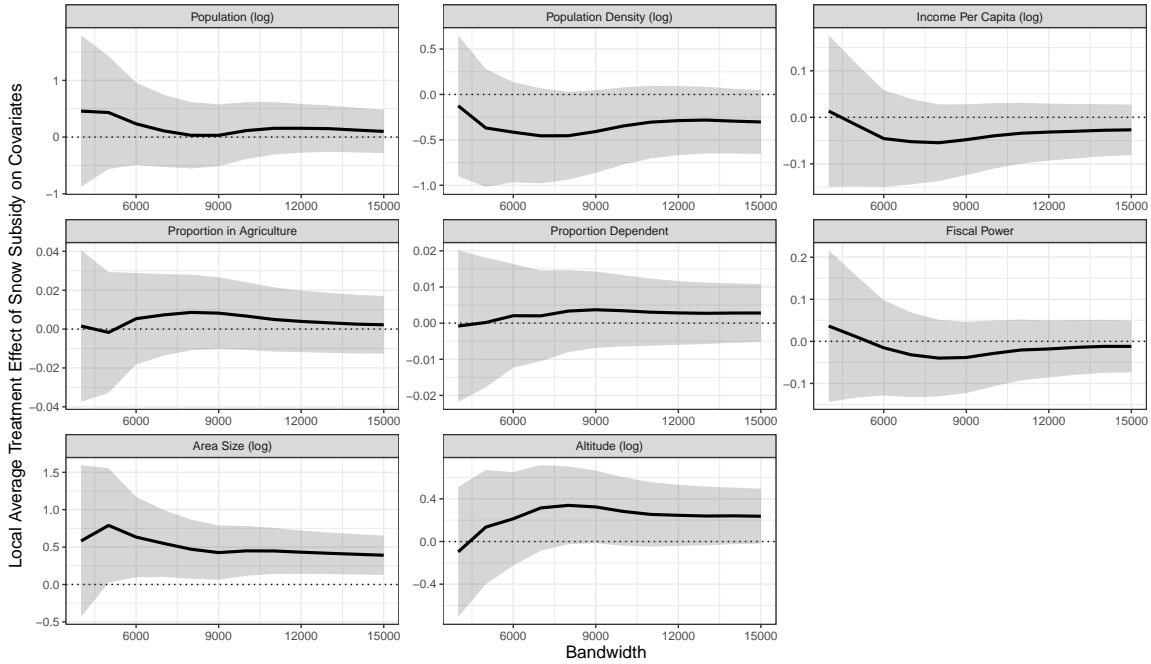 Local Average Treatment Effect of Snow Subsidy on Covariates
Population (log)
1
0
−1
6000 9000 12000 15000
Population Density (log)
0.5
0.0
−0.5
−1.0
6000 9000 12000 15000
Income Per Capita (log)
0.1
0.0
−0.1
6000 9000 12000 15000
Proportion in Agriculture
0.04
0.02
0.00
−0.02
−0.04
6000 9000 12000 15000
Proportion Dependent
0.02
0.01
0.00
−0.01
−0.02
6000 9000 12000 15000
Fiscal Power
0.2
0.1
0.0
−0.1
6000 9000 12000 15000
Area Size (log)
1.5
1.0
0.5
0.0
−0.5
6000 9000 12000 15000
Altitude (log)
0.4
0.0
−0.4
6000 9000 12000 15000
Bandwidth